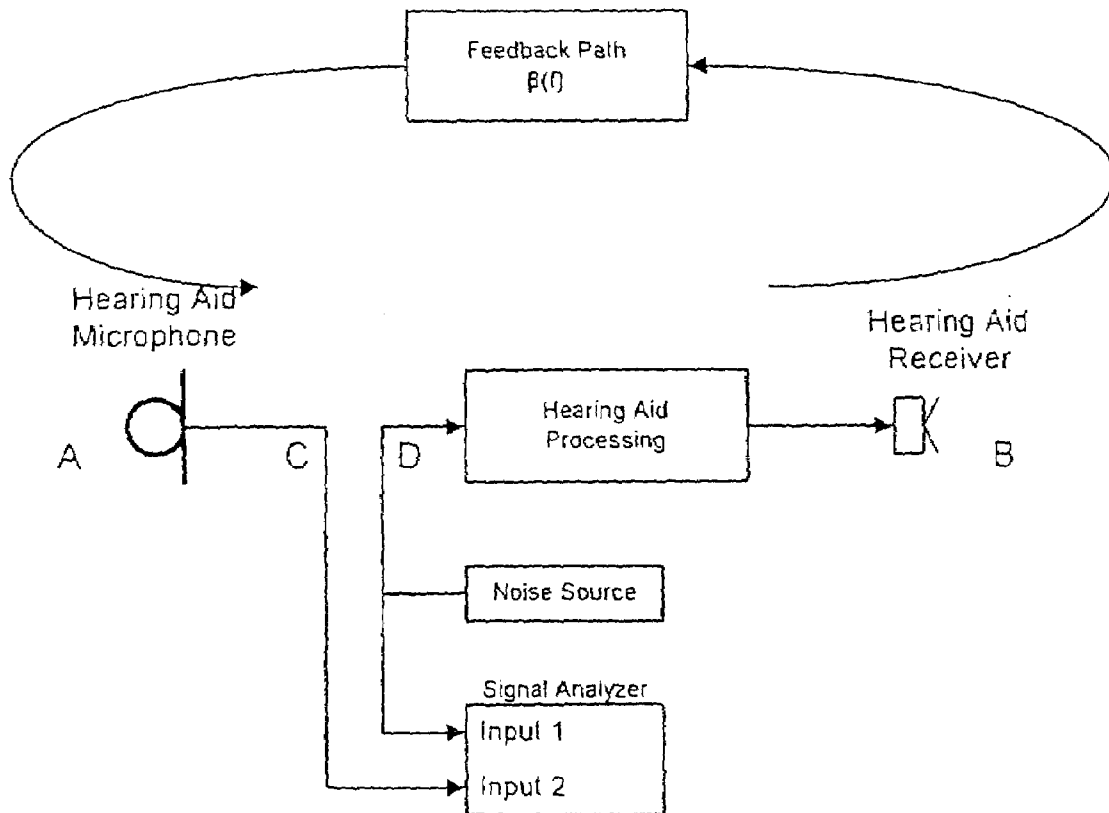 Feedback Path
β(f)
Hearing Aid
Microphone
Hearing Aid
Receiver
A
C
D
Hearing Aid
Processing
B
Noise Source
Signal Analyzer
Input 1
Input 2